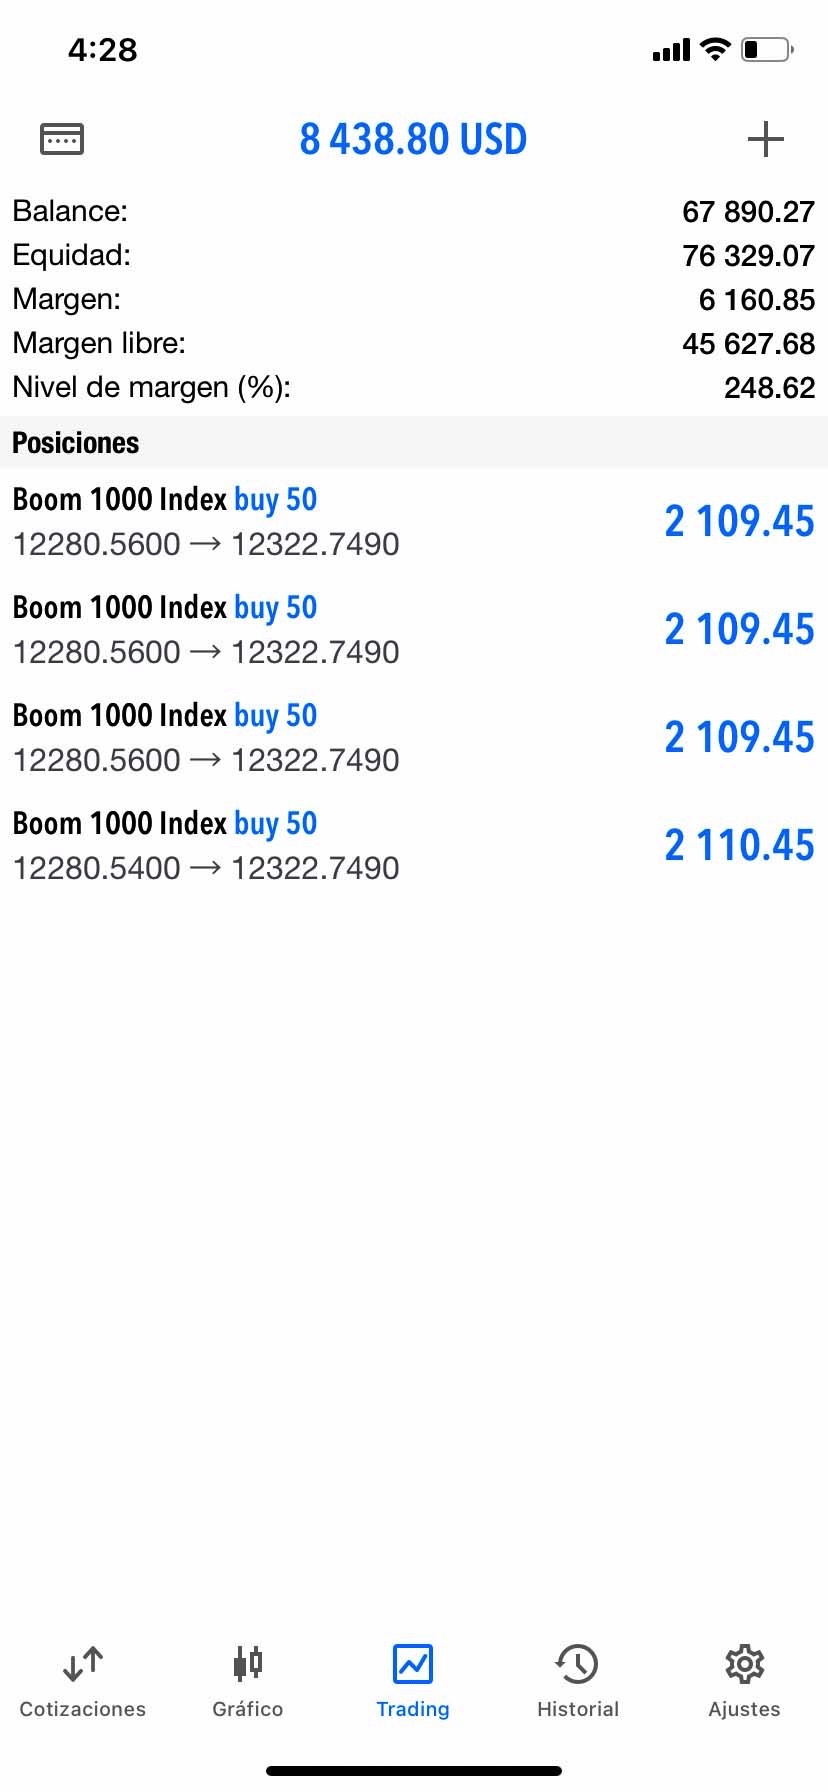 4:28
8 438.80 USD
Balance: 67 890.27
Equidad: 76 329.07
Margen: 6 160.85
Margen libre: 45 627.68
Nivel de margen (%): 248.62
Posiciones
Boom 1000 Index buy 50
12280.5600 → 12322.7490
2 109.45
Boom 1000 Index buy 50
12280.5600 → 12322.7490
2 109.45
Boom 1000 Index buy 50
12280.5600 → 12322.7490
2 109.45
Boom 1000 Index buy 50
12280.5400 → 12322.7490
2 110.45
Cotizaciones Gráfico Trading Historial Ajustes